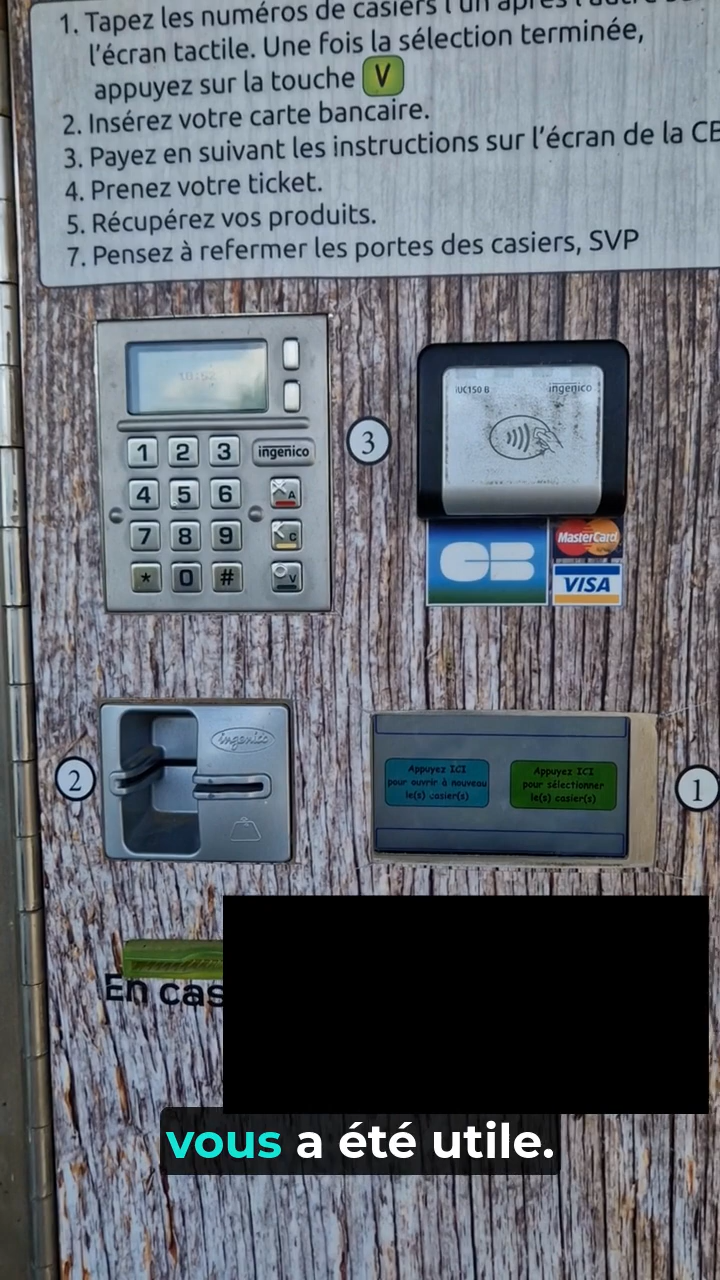 1. Tapez les numéros de casiers l'un après l'autre
l'écran tactile. Une fois la sélection terminée,
appuyez sur la touche V
2. Insérez votre carte bancaire.
3. Payez en suivant les instructions sur l'écran de la CB
4. Prenez votre ticket.
5. Récupérez vos produits.
7. Pensez à refermer les portes des casiers, SVP
1 2 3 ingenico
4 5 6 A
7 8 9 C
* 0 # V
3
iUC150 B ingenico
CB
MasterCard
VISA
2
ingenico
Appuyez ICI
pour ouvrir à nouveau
le(s) casier(s)
Appuyez ICI
pour sélectionner
le(s) casier(s)
1
En cas
vous a été utile.